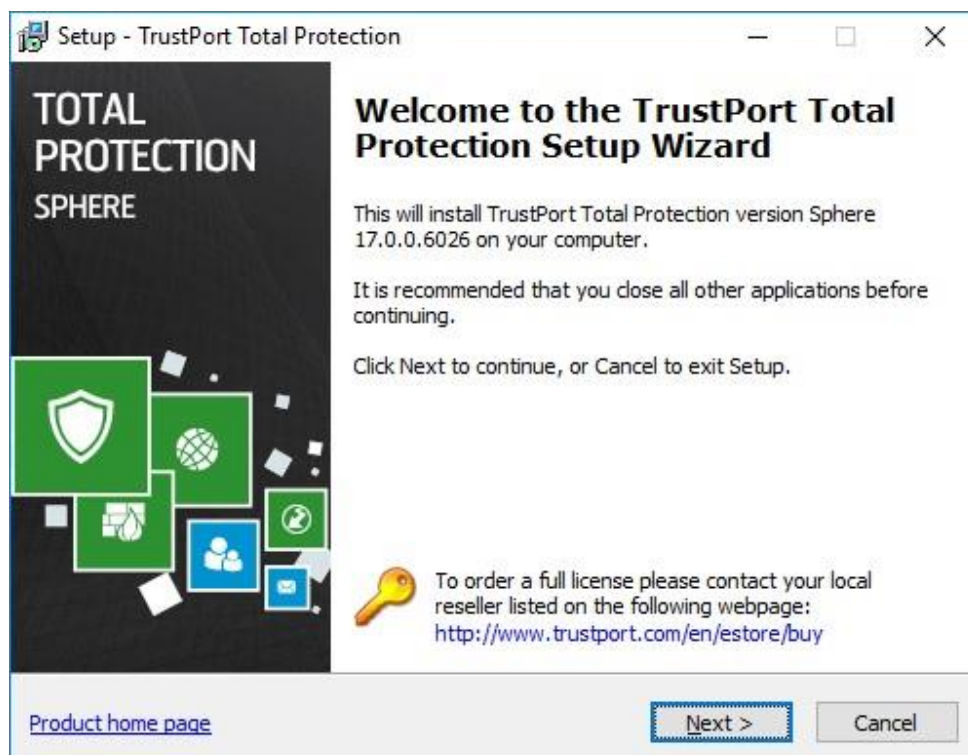 Setup - TrustPort Total Protection
TOTAL
PROTECTION
SPHERE
Welcome to the TrustPort Total
Protection Setup Wizard
This will install TrustPort Total Protection version Sphere
17.0.0.6026 on your computer.
It is recommended that you close all other applications before
continuing.
Click Next to continue, or Cancel to exit Setup.
To order a full license please contact your local
reseller listed on the following webpage:
http://www.trustport.com/en/estore/buy
Product home page
Next >
Cancel